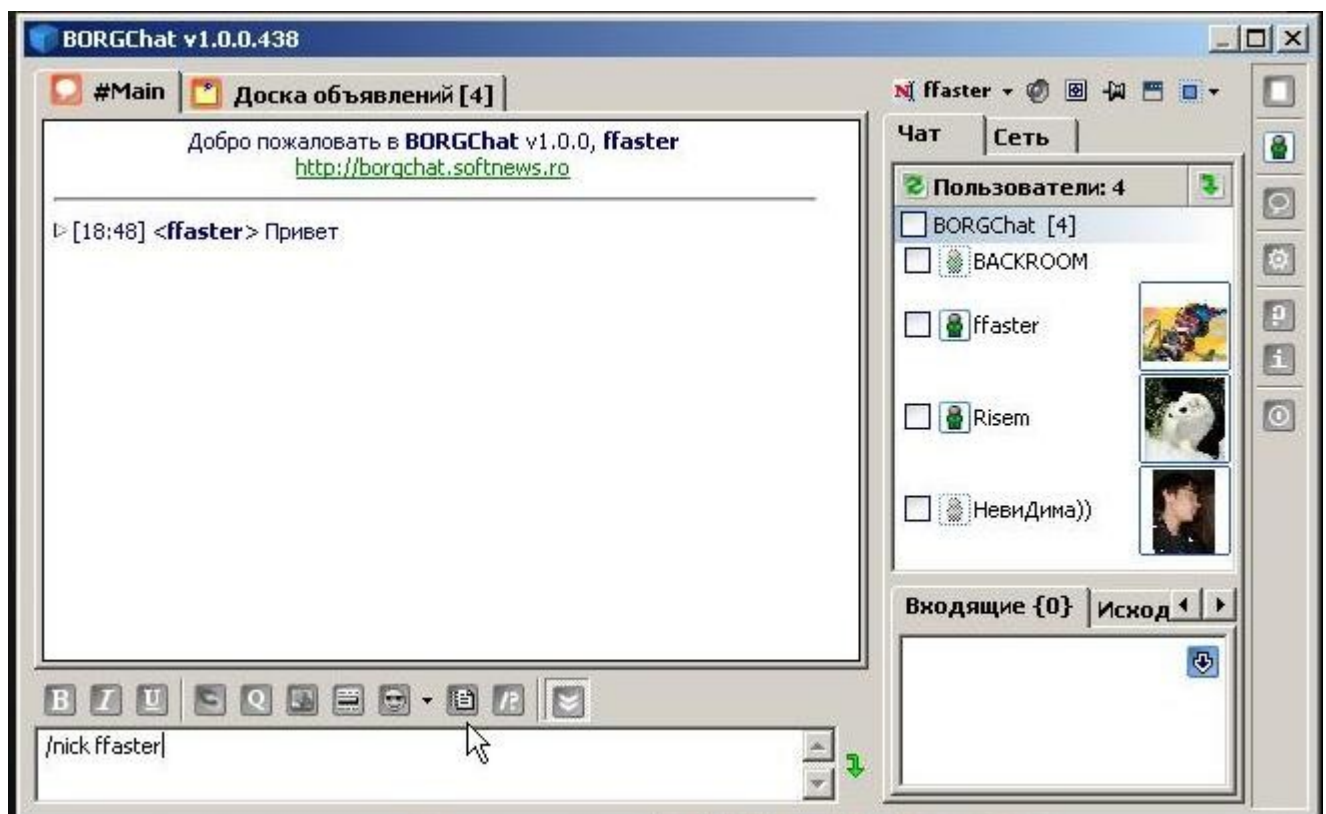 BORGChat v1.0.0.438
#Main
Доска объявлений [4]
Добро пожаловать в BORGChat v1.0.0, ffaster
http://borgchat.softnews.ro
[18:48] <ffaster> Привет
ffaster
Чат
Сеть
Пользователи: 4
BORGChat [4]
BACKROOM
ffaster
Risem
НевиДима))
Входящие {0}
Исход
B I U Q /?
/nick ffaster